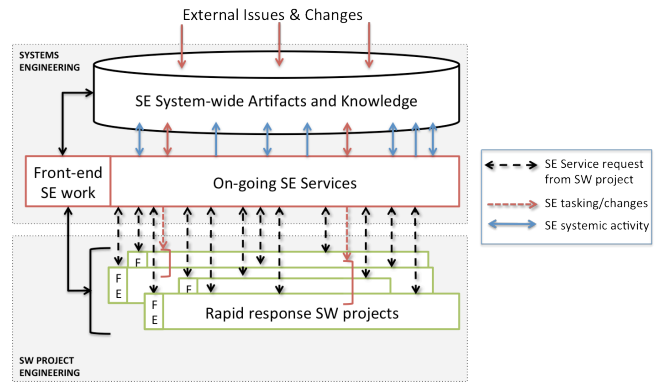 External Issues & Changes
SYSTEMS
ENGINEERING
SE System-wide Artifacts and Knowledge
Front-end
SE work
On-going SE Services
SE Service request
from SW project
SE tasking/changes
SE systemic activity
F
F
E
F
F
E
Rapid response SW projects
SW PROJECT
ENGINEERING